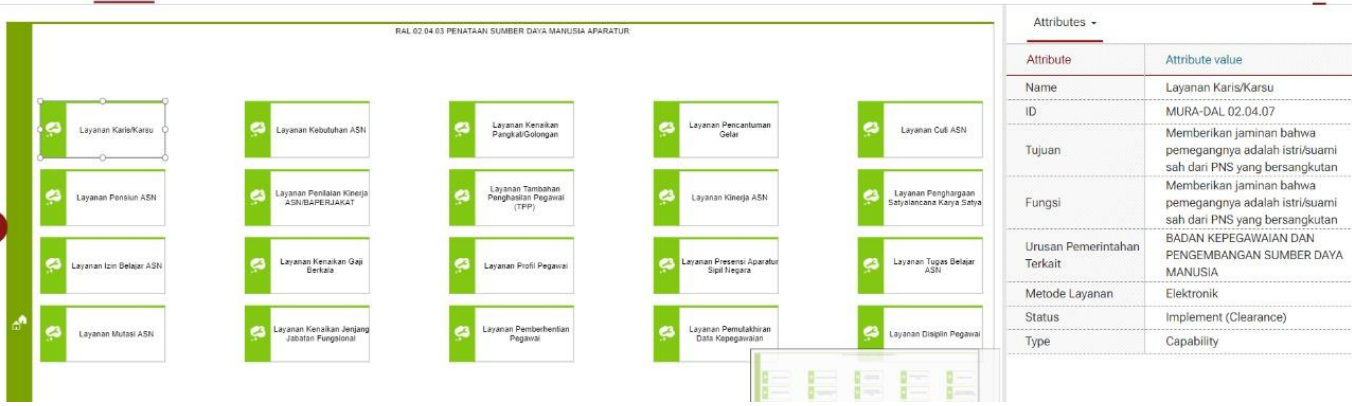 RAL 02.04.03 PENATAAN SUMBER DAYA MANUSIA APARATUR
Layanan Karis/Karsu
Layanan Kebutuhan ASN
Layanan Kenaikan
Pangkat/Golongan
Layanan Pencantuman
Gelar
Layanan Cuti ASN
Layanan Pensiun ASN
Layanan Penilaian Kinerja
ASN/BAPERJAKAT
Layanan Tambahan
Penghasilan Pegawai
(TPP)
Layanan Kinerja ASN
Layanan Penghargaan
Satyalancana Karya Satya
Layanan Izin Belajar ASN
Layanan Kenaikan Gaji
Berkala
Layanan Profil Pegawai
Layanan Presensi Aparatur
Sipil Negara
Layanan Tugas Belajar
ASN
Layanan Mutasi ASN
Layanan Kenaikan Jenjang
Jabatan Fungsional
Layanan Pemberhentian
Pegawai
Layanan Pemutakhiran
Data Kepegawaian
Layanan Disiplin Pegawai
Attributes
Attribute Attribute value
Name Layanan Karis/Karsu
ID MURA-DAL 02.04.07
Tujuan Memberikan jaminan bahwa
pemegangnya adalah istri/suami
sah dari PNS yang bersangkutan
Fungsi Memberikan jaminan bahwa
pemegangnya adalah istri/suami
sah dari PNS yang bersangkutan
Urusan Pemerintahan
Terkait
BADAN KEPEGAWAIAN DAN
PENGEMBANGAN SUMBER DAYA
MANUSIA
Metode Layanan Elektronik
Status Implement (Clearance)
Type Capability